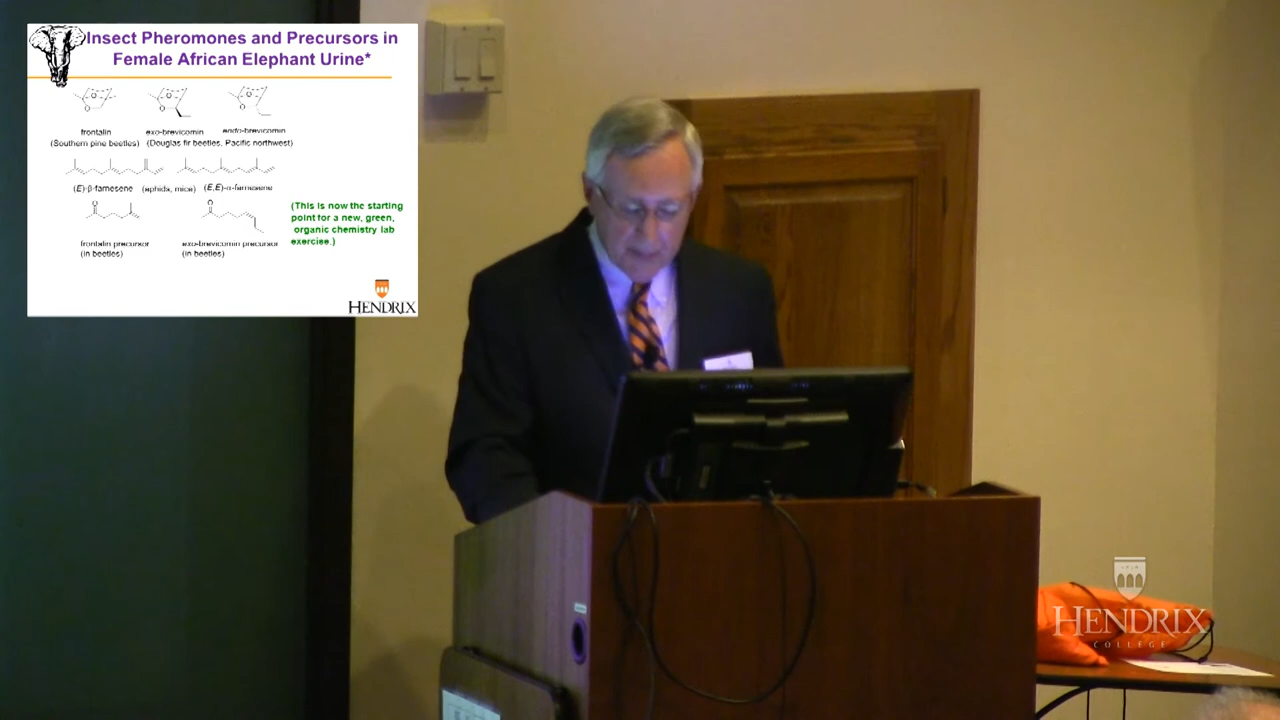 Insect Pheromones and Precursors in
Female African Elephant Urine*
frontalin
exo-brevicomin
endo-brevicomin
(Southern pine beetles)
(Douglas fir beetles, Pacific northwest)
(E)-β-farnesene
(aphids, mice)
(E,E)-α-farnesene
(This is now the starting
point for a new, green,
organic chemistry lab
exercise.)
frontalin precursor
(in beetles)
exo-brevicomin precursor
(in beetles)
HENDRIX
HENDRIX
COLLEGE